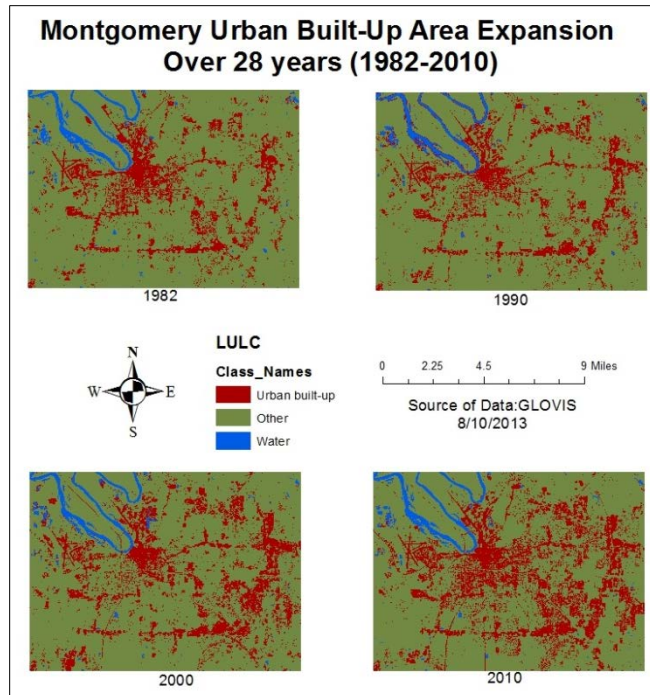 Montgomery Urban Built-Up Area Expansion
Over 28 years (1982-2010)
1982
1990
N
W
E
S
LULC
Class_Names
Urban built-up
Other
Water
0 2.25 4.5 9 Miles
Source of Data:GLOVIS
8/10/2013
2000
2010